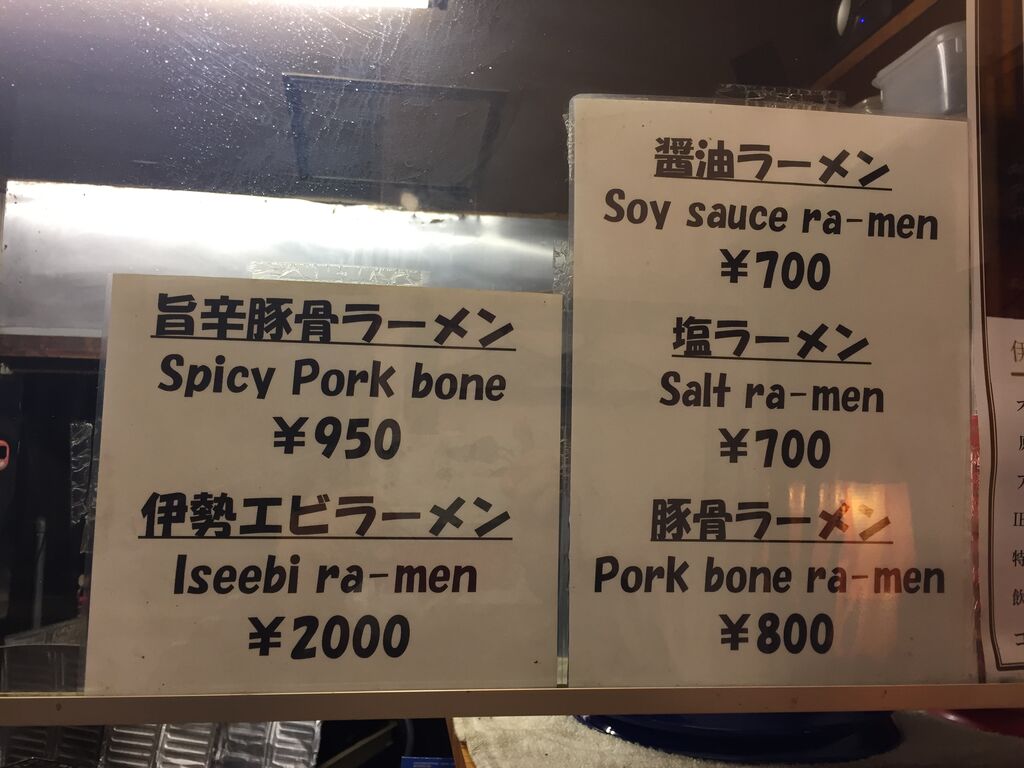 旨辛豚骨ラーメン
Spicy Pork bone
¥950
伊勢エビラーメン
Iseebi ra-men
¥2000
醤油ラーメン
Soy sauce ra-men
¥700
塩ラーメン
Salt ra-men
¥700
豚骨ラーメン
Pork bone ra-men
¥800